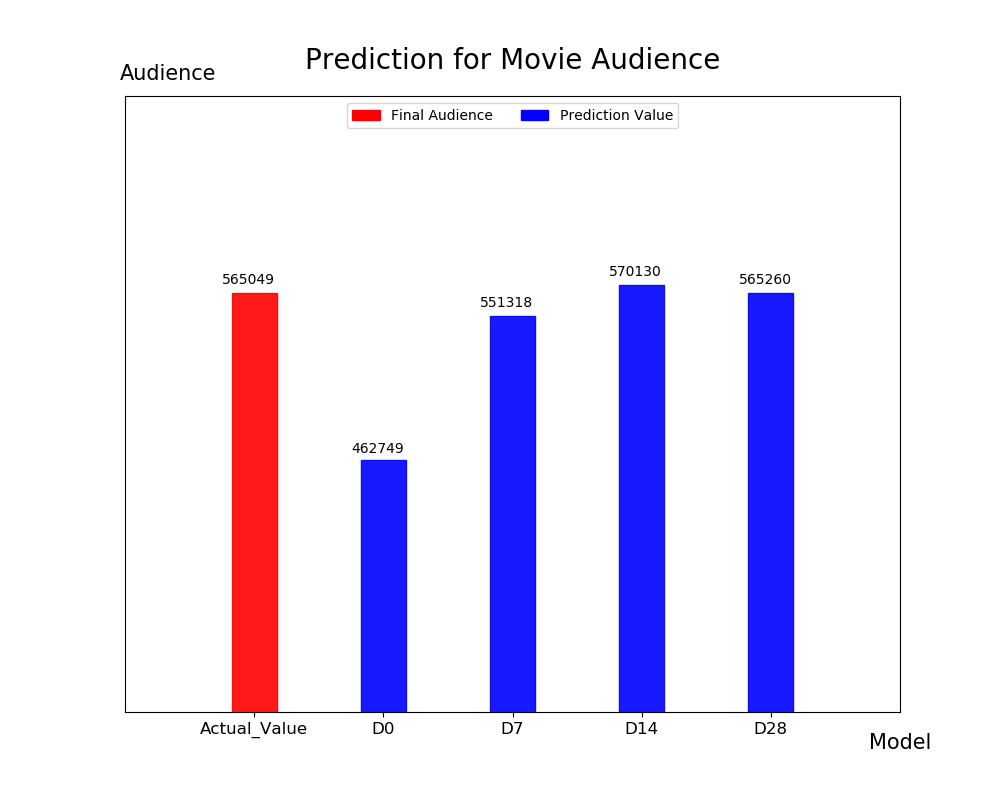 Prediction for Movie Audience
Audience
Final Audience Prediction Value
565049 462749 551318 570130 565260
Actual_Value D0 D7 D14 D28
Model